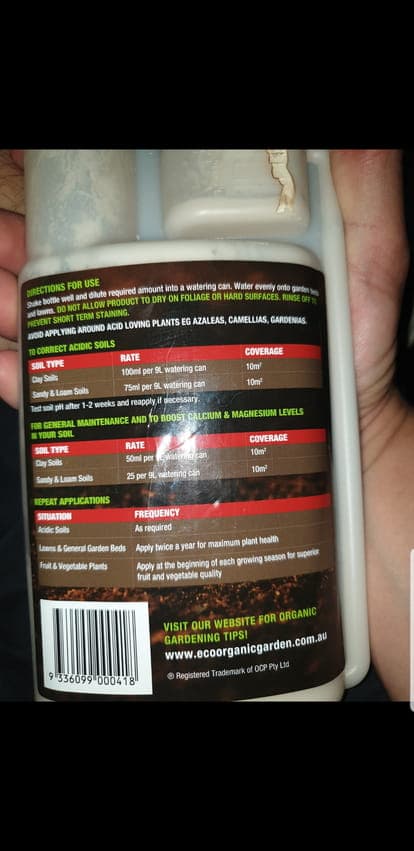 DIRECTIONS FOR USE
Shake bottle well and dilute required amount into a watering can. Water evenly onto garden beds
and lawns. DO NOT ALLOW PRODUCT TO DRY ON FOLIAGE OR HARD SURFACES. RINSE OFF TO
PREVENT SHORT TERM STAINING.
AVOID APPLYING AROUND ACID LOVING PLANTS EG AZALEAS, CAMELLIAS, GARDENIAS.
TO CORRECT ACIDIC SOILS
SOIL TYPE RATE COVERAGE
Clay Soils 100ml per 9L watering can 10m²
Sandy & Loam Soils 75ml per 9L watering can 10m²
Test soil pH after 1-2 weeks and reapply if necessary.
FOR GENERAL MAINTENANCE AND TO BOOST CALCIUM & MAGNESIUM LEVELS
IN YOUR SOIL
SOIL TYPE RATE COVERAGE
Clay Soils 50ml per 9L watering can 10m²
Sandy & Loam Soils 25 per 9L watering can 10m²
REPEAT APPLICATIONS
SITUATION FREQUENCY
Acidic Soils As required
Lawns & General Garden Beds Apply twice a year for maximum plant health
Fruit & Vegetable Plants Apply at the beginning of each growing season for superior
fruit and vegetable quality
VISIT OUR WEBSITE FOR ORGANIC
GARDENING TIPS!
www.ecoorganicgarden.com.au
® Registered Trademark of OCP Pty Ltd
9 336099 000418